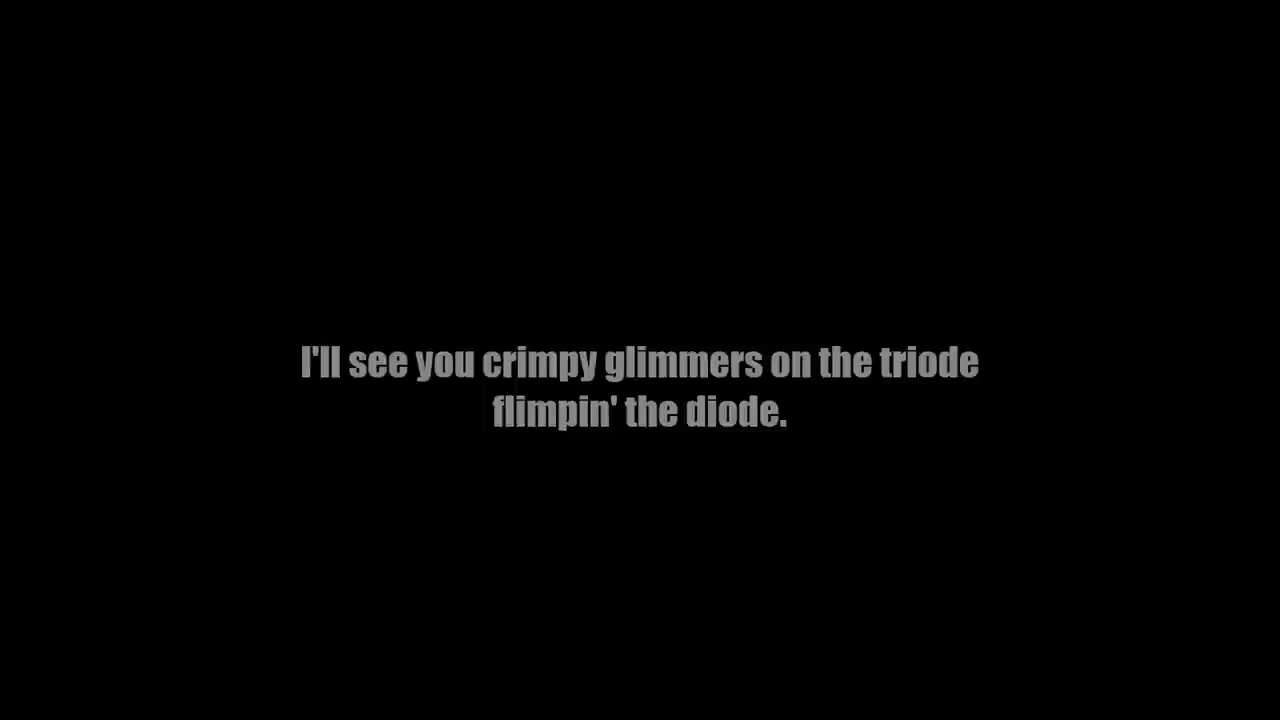 I'll see you crimpy glimmers on the triode
flimpin' the diode.